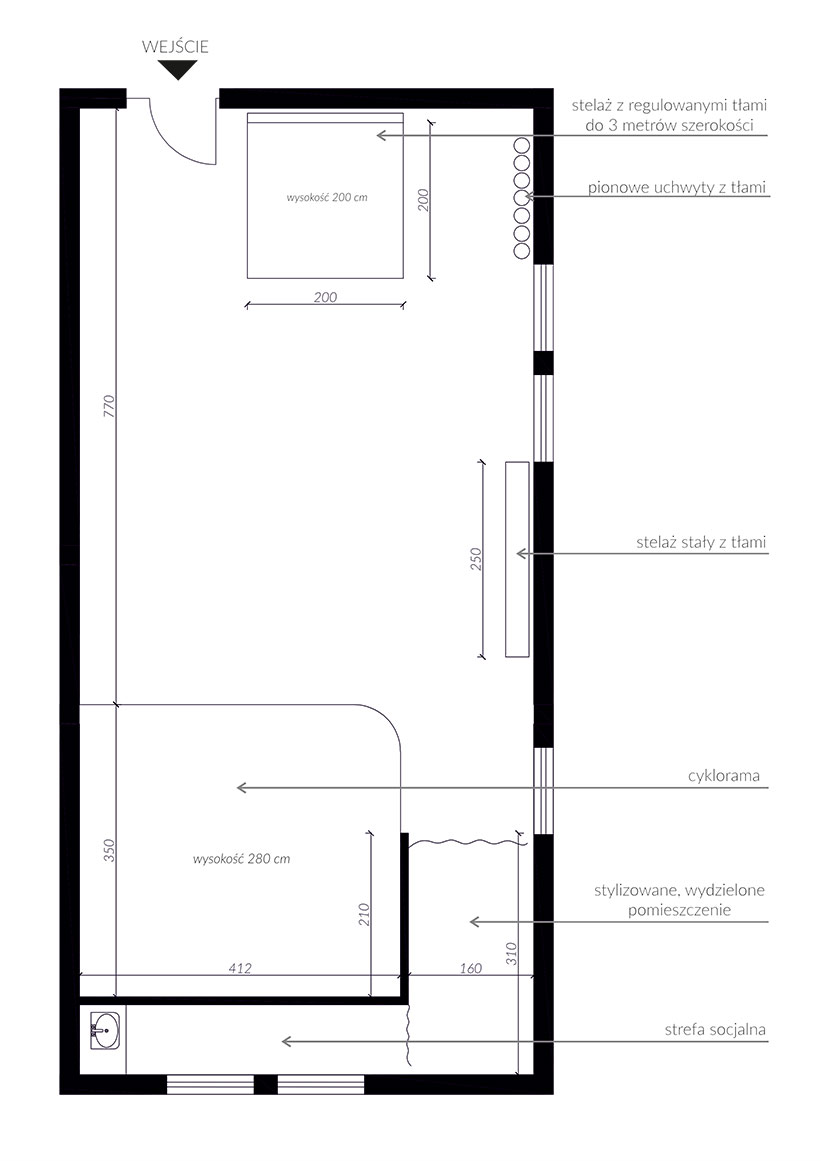 WEJŚCIE
stelaż z regulowanymi tłami
do 3 metrów szerokości
pionowe uchwyty z tłami
wysokość 200 cm
200
200
770
stelaż stały z tłami
250
cyklorama
wysokość 280 cm
350
stylizowane, wydzielone
pomieszczenie
210
310
412
160
strefa socjalna